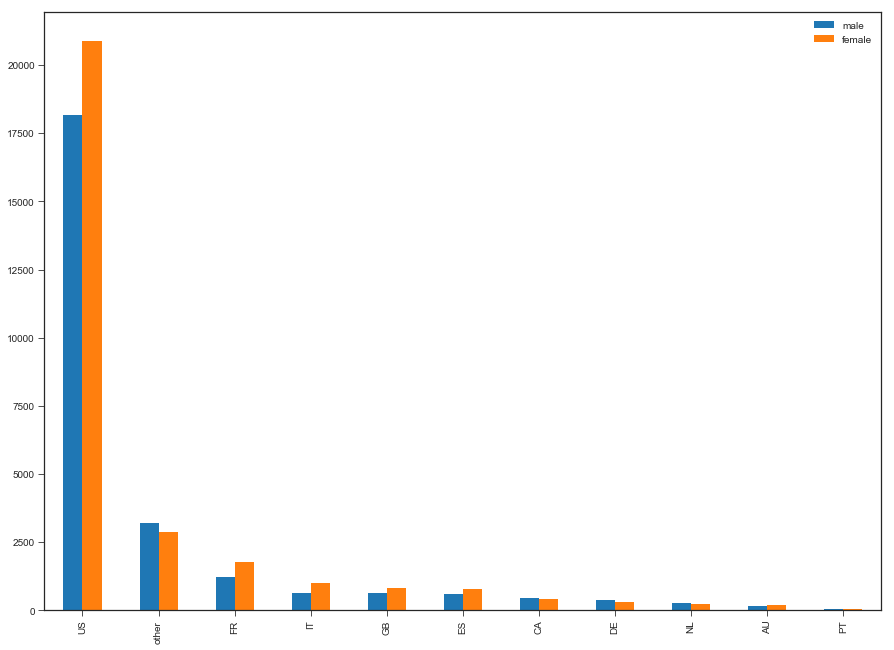 male
female
20000
17500
15000
12500
10000
7500
5000
2500
0
US
other
FR
IT
GB
ES
CA
DE
NL
AU
PT